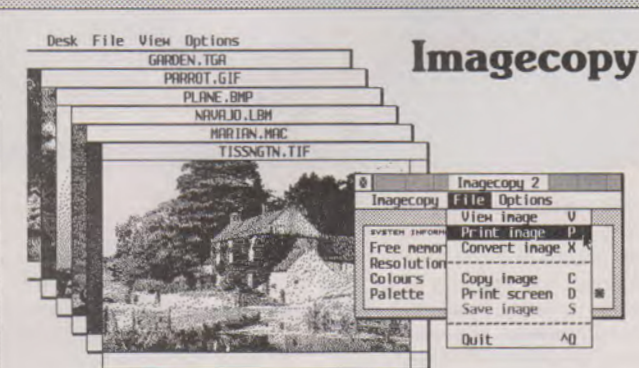 Imagecopy
Desk File View Options
GARDEN.TGA
PARROT.GIF
PLANE.BMP
NAVAJO.LBM
MARIAN.MAC
TISSNGTN.TIF
Imagecopy 2
Imagecopy File Options
View image V
Print image P
Convert image X
Copy image C
Print screen D
Save image S
Quit ^Q
SYSTEM INFORM
Free memor
Resolution
Colours
Palette